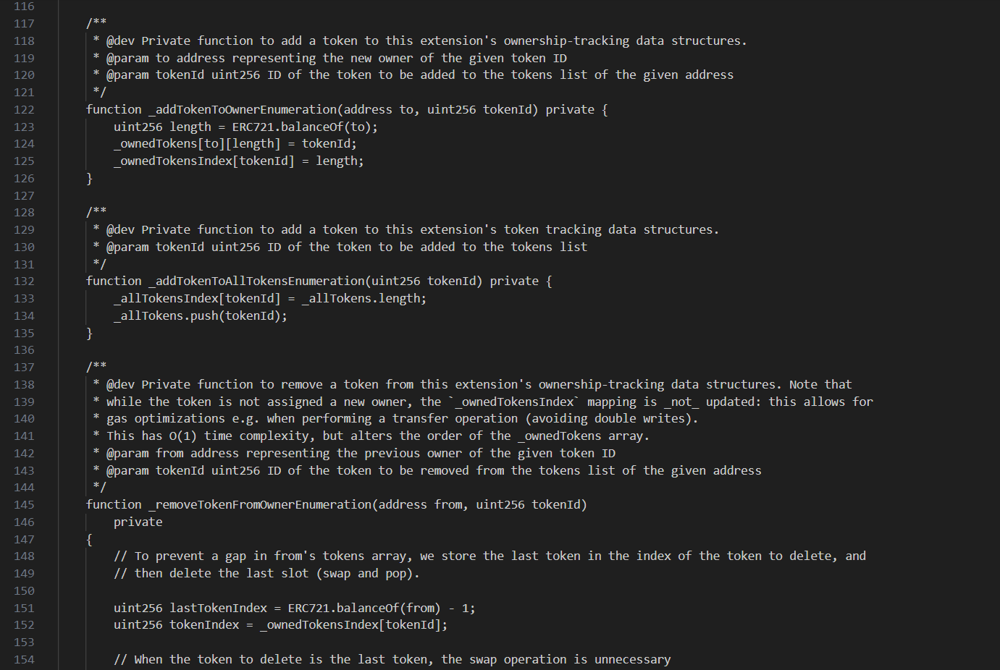 116
117 /**
118 * @dev Private function to add a token to this extension's ownership-tracking data structures.
119 * @param to address representing the new owner of the given token ID
120 * @param tokenId uint256 ID of the token to be added to the tokens list of the given address
121 */
122 function _addTokenToOwnerEnumeration(address to, uint256 tokenId) private {
123 uint256 length = ERC721.balanceOf(to);
124 _ownedTokens[to][length] = tokenId;
125 _ownedTokensIndex[tokenId] = length;
126 }
127
128 /**
129 * @dev Private function to add a token to this extension's token tracking data structures.
130 * @param tokenId uint256 ID of the token to be added to the tokens list
131 */
132 function _addTokenToAllTokensEnumeration(uint256 tokenId) private {
133 _allTokensIndex[tokenId] = _allTokens.length;
134 _allTokens.push(tokenId);
135 }
136
137 /**
138 * @dev Private function to remove a token from this extension's ownership-tracking data structures. Note that
139 * while the token is not assigned a new owner, the `_ownedTokensIndex` mapping is _not_ updated: this allows for
140 * gas optimizations e.g. when performing a transfer operation (avoiding double writes).
141 * This has O(1) time complexity, but alters the order of the _ownedTokens array.
142 * @param from address representing the previous owner of the given token ID
143 * @param tokenId uint256 ID of the token to be removed from the tokens list of the given address
144 */
145 function _removeTokenFromOwnerEnumeration(address from, uint256 tokenId)
146 private
147 {
148 // To prevent a gap in from's tokens array, we store the last token in the index of the token to delete, and
149 // then delete the last slot (swap and pop).
150
151 uint256 lastTokenIndex = ERC721.balanceOf(from) - 1;
152 uint256 tokenIndex = _ownedTokensIndex[tokenId];
153
154 // When the token to delete is the last token, the swap operation is unnecessary